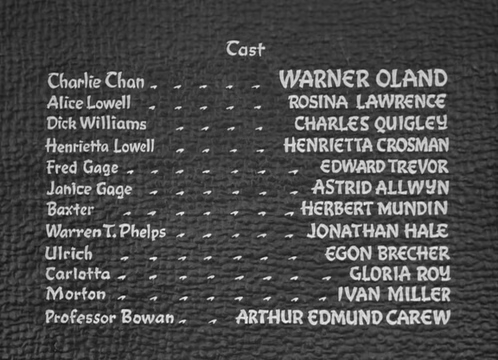 Cast
Charlie Chan WARNER OLAND
Alice Lowell ROSINA LAWRENCE
Dick Williams CHARLES QUIGLEY
Henrietta Lowell HENRIETTA CROSMAN
Fred Gage EDWARD TREVOR
Janice Gage ASTRID ALLWYN
Baxter HERBERT MUNDIN
Warren T. Phelps JONATHAN HALE
Ulrich EGON BRECHER
Carlotta GLORIA ROY
Morton IVAN MILLER
Professor Bowan ARTHUR EDMUND CAREW